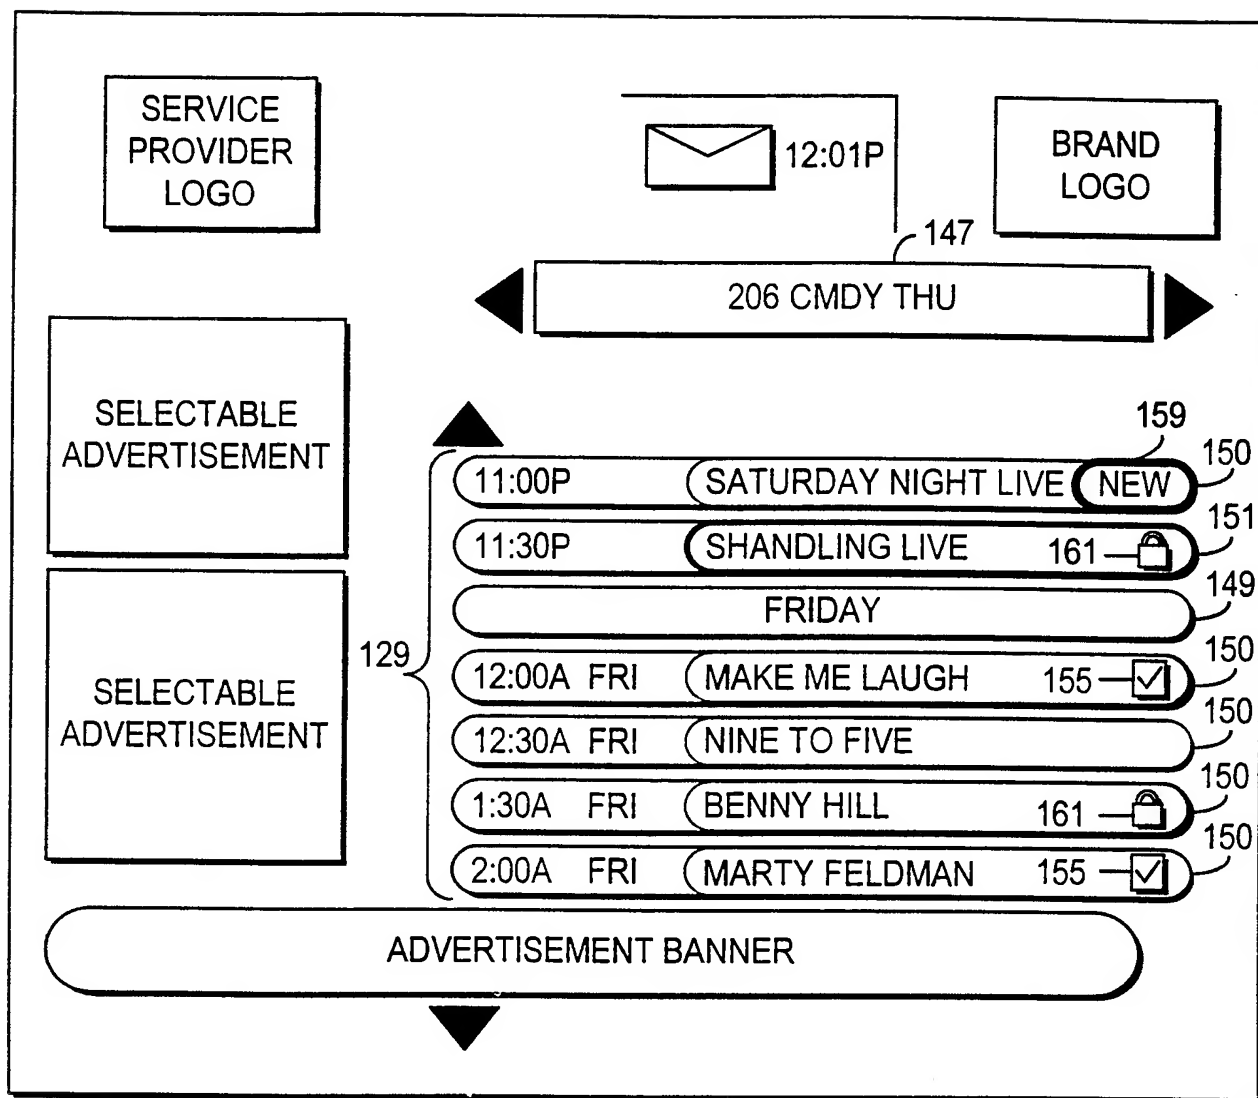 SERVICE
PROVIDER
LOGO
12:01P
BRAND
LOGO
147
206 CMDY THU
SELECTABLE
ADVERTISEMENT
SELECTABLE
ADVERTISEMENT
129
159
11:00P SATURDAY NIGHT LIVE NEW 150
11:30P SHANDLING LIVE 161 151
FRIDAY 149
12:00A FRI MAKE ME LAUGH 155 150
12:30A FRI NINE TO FIVE 150
1:30A FRI BENNY HILL 161 150
2:00A FRI MARTY FELDMAN 155 150
ADVERTISEMENT BANNER